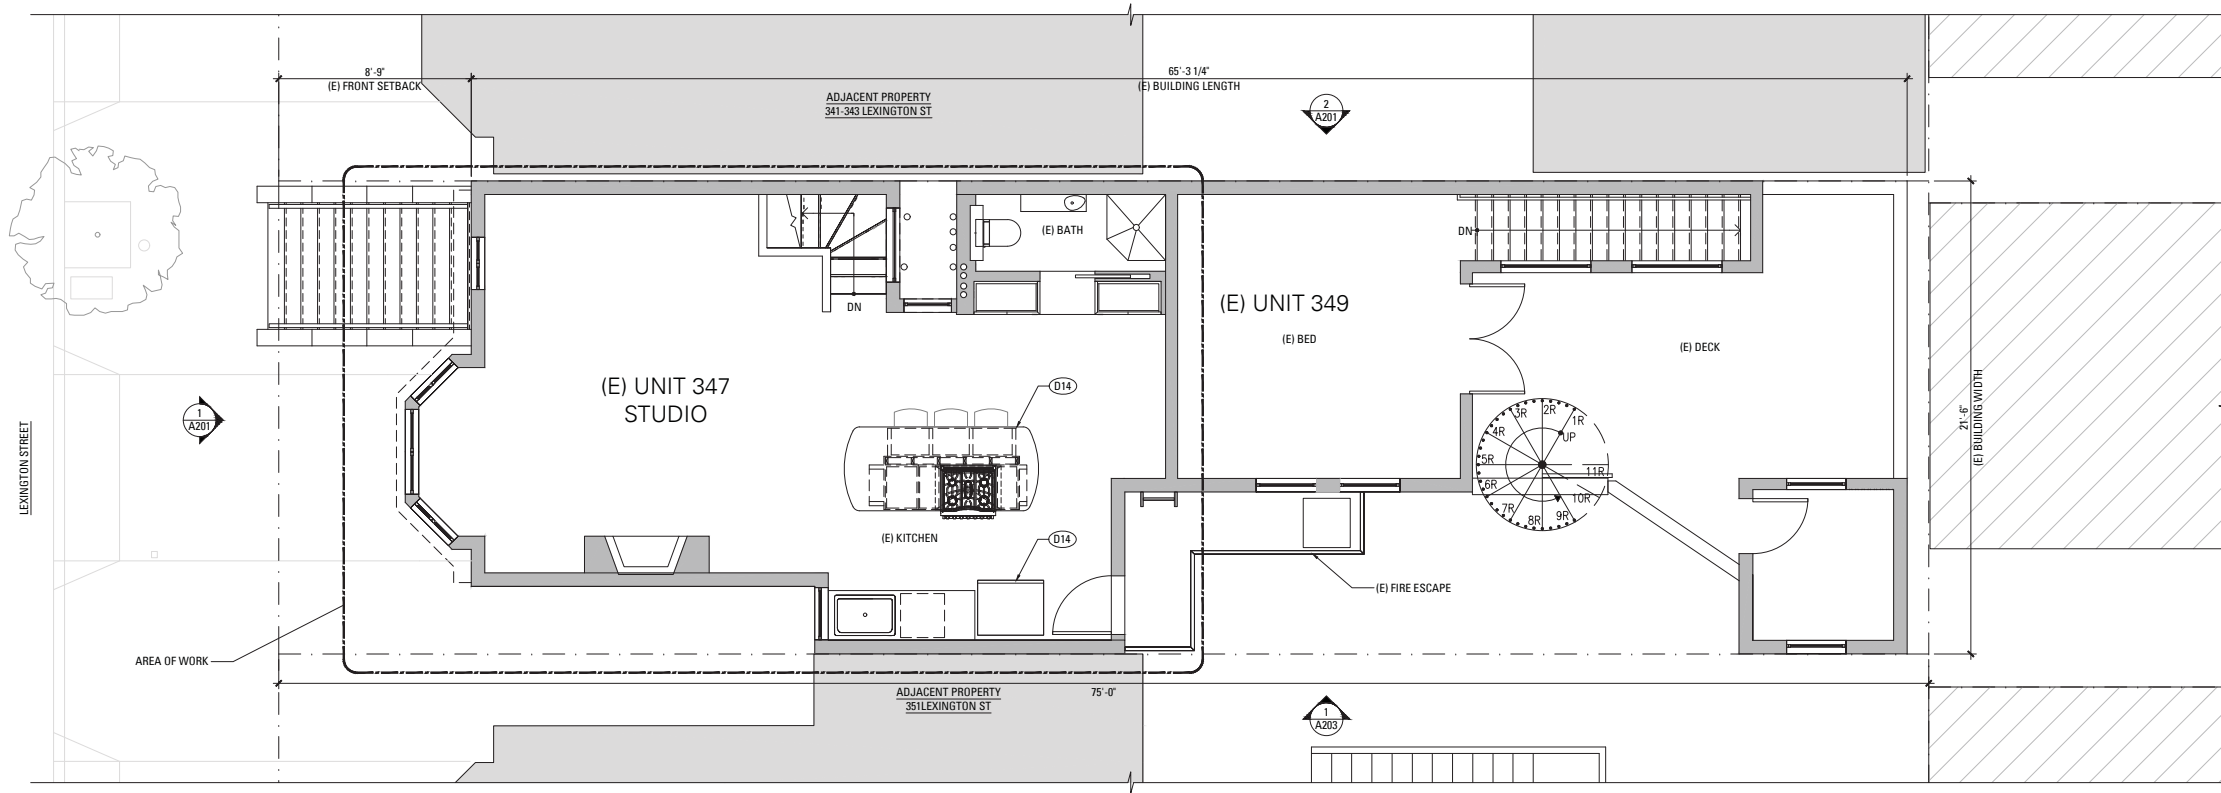 8'-9"
(E) FRONT SETBACK
65'-3 1/4"
(E) BUILDING LENGTH
ADJACENT PROPERTY
341-343 LEXINGTON ST
2
A201
(E) BATH
DN
DN
(E) UNIT 349
(E) BED
(E) DECK
(E) UNIT 347
STUDIO
D14
1
A201
LEXINGTON STREET
21'-6"
(E) BUILDING WIDTH
1R
2R
3R
4R
5R
6R
7R
8R
9R
10R
11R
UP
(E) KITCHEN
D14
(E) FIRE ESCAPE
AREA OF WORK
ADJACENT PROPERTY
351LEXINGTON ST
75'-0"
1
A203